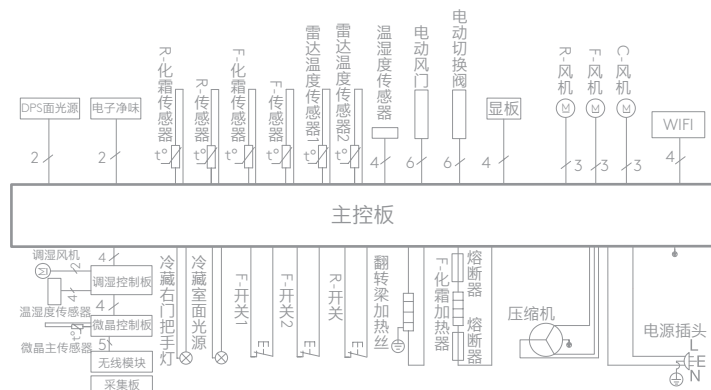 R-化霜传感器
R-传感器
F-化霜传感器
F-传感器
雷达温度传感器1
雷达温度传感器2
温湿度传感器
电动风门
电动切换阀
R-风机
F-风机
C-风机
DPS面光源
电子净味
显板
WIFI
M
M
M
t°
t°
t°
t°
t°
t°
2
2
4
6
6
4
3
3
3
4
主控板
调湿风机
M
2
4
调湿控制板
4
温湿度传感器
4
微晶控制板
t°
2
微晶主传感器
5
无线模块
采集板
冷藏右门把手灯
冷藏室面光源
F-开关1
F-开关2
R-开关
翻转梁加热丝
F-化霜加热器
熔断器
熔断器
压缩机
电源插头
L
E
N